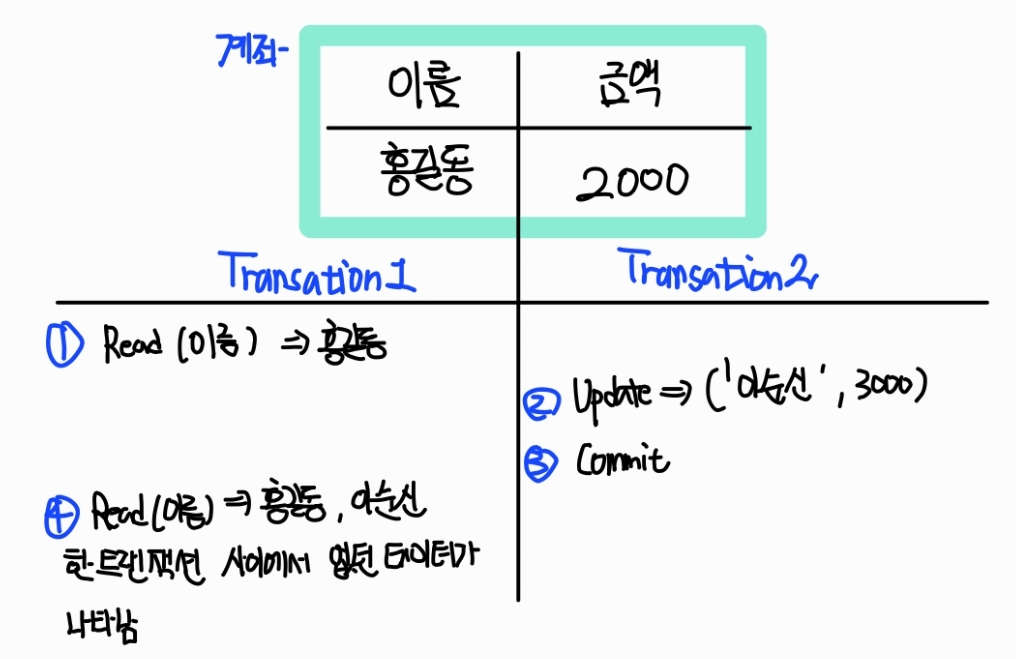 계좌-
이름 금액
홍길동 2000
Transation1 Transation2
① Read (이름) ⇒ 홍길동
② Update ⇒ ('이순신', 3000)
③ Commit
④ Read(이름) ⇒ 홍길동, 이순신
한 트랜잭션 사이에서 없던 데이터가
나타남